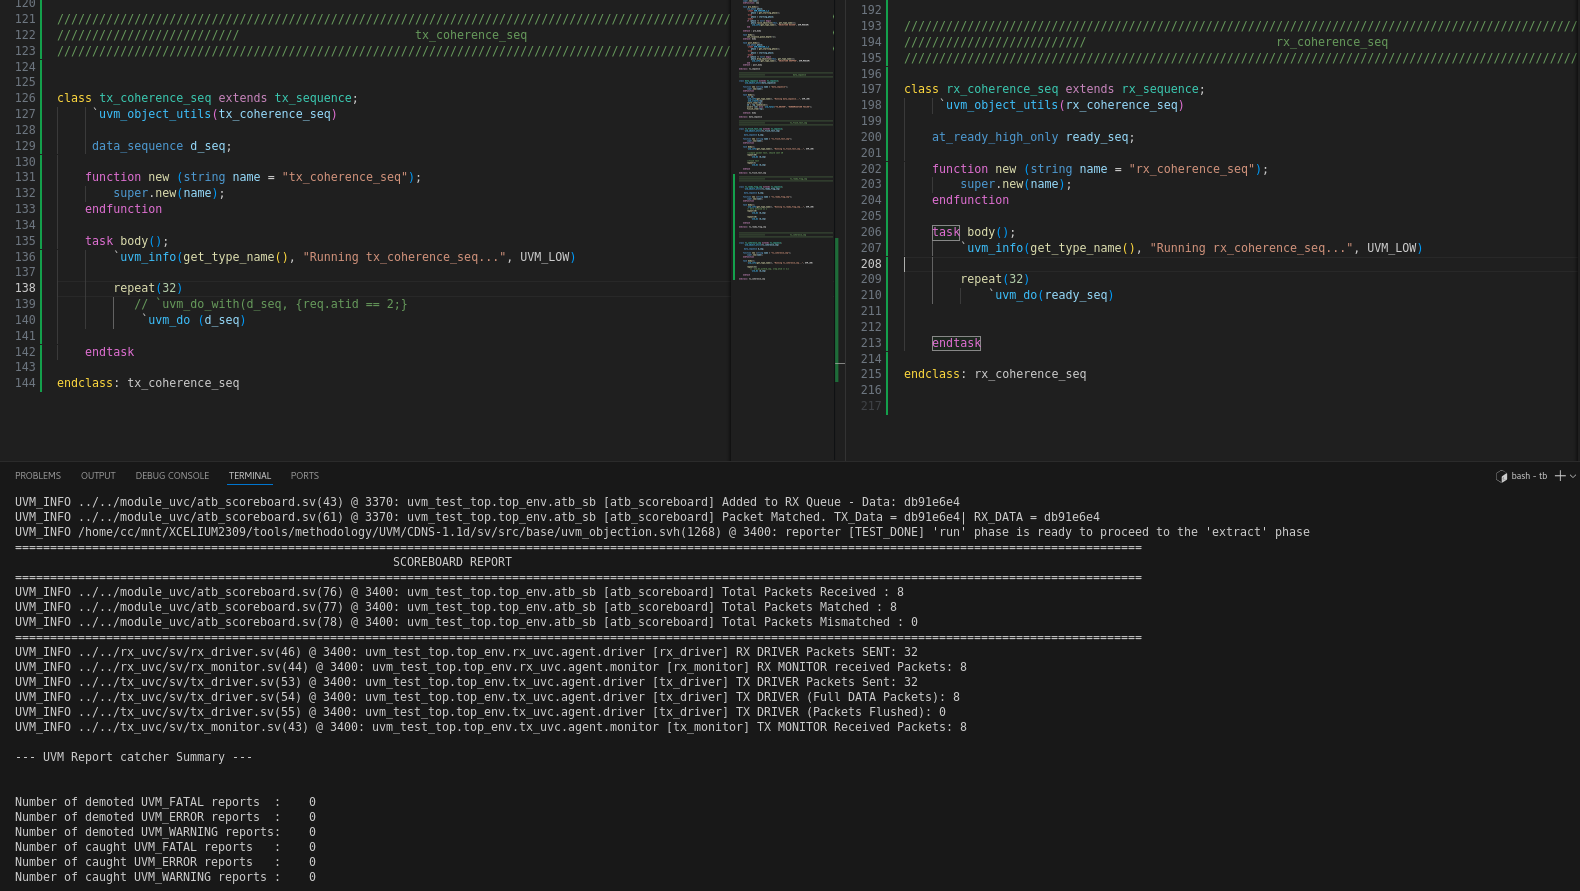 120
121 ////////////////////////////////////////////////////////////////////////////////////////////////
122 ////////////////////////// tx_coherence_seq
123 ////////////////////////////////////////////////////////////////////////////////////////////////
124
125
126 class tx_coherence_seq extends tx_sequence;
127 `uvm_object_utils(tx_coherence_seq)
128
129 data_sequence d_seq;
130
131 function new (string name = "tx_coherence_seq");
132 super.new(name);
133 endfunction
134
135 task body();
136 `uvm_info(get_type_name(), "Running tx_coherence_seq...", UVM_LOW)
137
138 repeat(32)
139 // `uvm_do_with(d_seq, {req.atid == 2;}
140 `uvm_do (d_seq)
141
142 endtask
143
144 endclass: tx_coherence_seq
192
193 ////////////////////////////////////////////////////////////////////////////////////////////////
194 ////////////////////////// rx_coherence_seq
195 ////////////////////////////////////////////////////////////////////////////////////////////////
196
197 class rx_coherence_seq extends rx_sequence;
198 `uvm_object_utils(rx_coherence_seq)
199
200 at_ready_high_only ready_seq;
201
202 function new (string name = "rx_coherence_seq");
203 super.new(name);
204 endfunction
205
206 task body();
207 `uvm_info(get_type_name(), "Running rx_coherence_seq...", UVM_LOW)
208
209 repeat(32)
210 `uvm_do(ready_seq)
211
212
213 endtask
214
215 endclass: rx_coherence_seq
216
217
PROBLEMS OUTPUT DEBUG CONSOLE TERMINAL PORTS bash - tb
UVM_INFO ../../module_uvc/atb_scoreboard.sv(43) @ 3370: uvm_test_top.top_env.atb_sb [atb_scoreboard] Added to RX Queue - Data: db91e6e4
UVM_INFO ../../module_uvc/atb_scoreboard.sv(61) @ 3370: uvm_test_top.top_env.atb_sb [atb_scoreboard] Packet Matched. TX_Data = db91e6e4| RX_DATA = db91e6e4
UVM_INFO /home/cc/mnt/XCELIUM2309/tools/methodology/UVM/CDNS-1.1d/sv/src/base/uvm_objection.svh(1268) @ 3400: reporter [TEST_DONE] 'run' phase is ready to proceed to the 'extract' phase
=================================================================================================================================================================
SCOREBOARD REPORT
=================================================================================================================================================================
UVM_INFO ../../module_uvc/atb_scoreboard.sv(76) @ 3400: uvm_test_top.top_env.atb_sb [atb_scoreboard] Total Packets Received : 8
UVM_INFO ../../module_uvc/atb_scoreboard.sv(77) @ 3400: uvm_test_top.top_env.atb_sb [atb_scoreboard] Total Packets Matched : 8
UVM_INFO ../../module_uvc/atb_scoreboard.sv(78) @ 3400: uvm_test_top.top_env.atb_sb [atb_scoreboard] Total Packets Mismatched : 0
=================================================================================================================================================================
UVM_INFO ../../rx_uvc/sv/rx_driver.sv(46) @ 3400: uvm_test_top.top_env.rx_uvc.agent.driver [rx_driver] RX DRIVER Packets SENT: 32
UVM_INFO ../../rx_uvc/sv/rx_monitor.sv(44) @ 3400: uvm_test_top.top_env.rx_uvc.agent.monitor [rx_monitor] RX MONITOR received Packets: 8
UVM_INFO ../../tx_uvc/sv/tx_driver.sv(53) @ 3400: uvm_test_top.top_env.tx_uvc.agent.driver [tx_driver] TX DRIVER Packets Sent: 32
UVM_INFO ../../tx_uvc/sv/tx_driver.sv(54) @ 3400: uvm_test_top.top_env.tx_uvc.agent.driver [tx_driver] TX DRIVER (Full DATA Packets): 8
UVM_INFO ../../tx_uvc/sv/tx_driver.sv(55) @ 3400: uvm_test_top.top_env.tx_uvc.agent.driver [tx_driver] TX DRIVER (Packets Flushed): 0
UVM_INFO ../../tx_uvc/sv/tx_monitor.sv(43) @ 3400: uvm_test_top.top_env.tx_uvc.agent.monitor [tx_monitor] TX MONITOR Received Packets: 8
--- UVM Report catcher Summary ---
Number of demoted UVM_FATAL reports : 0
Number of demoted UVM_ERROR reports : 0
Number of demoted UVM_WARNING reports: 0
Number of caught UVM_FATAL reports : 0
Number of caught UVM_ERROR reports : 0
Number of caught UVM_WARNING reports : 0